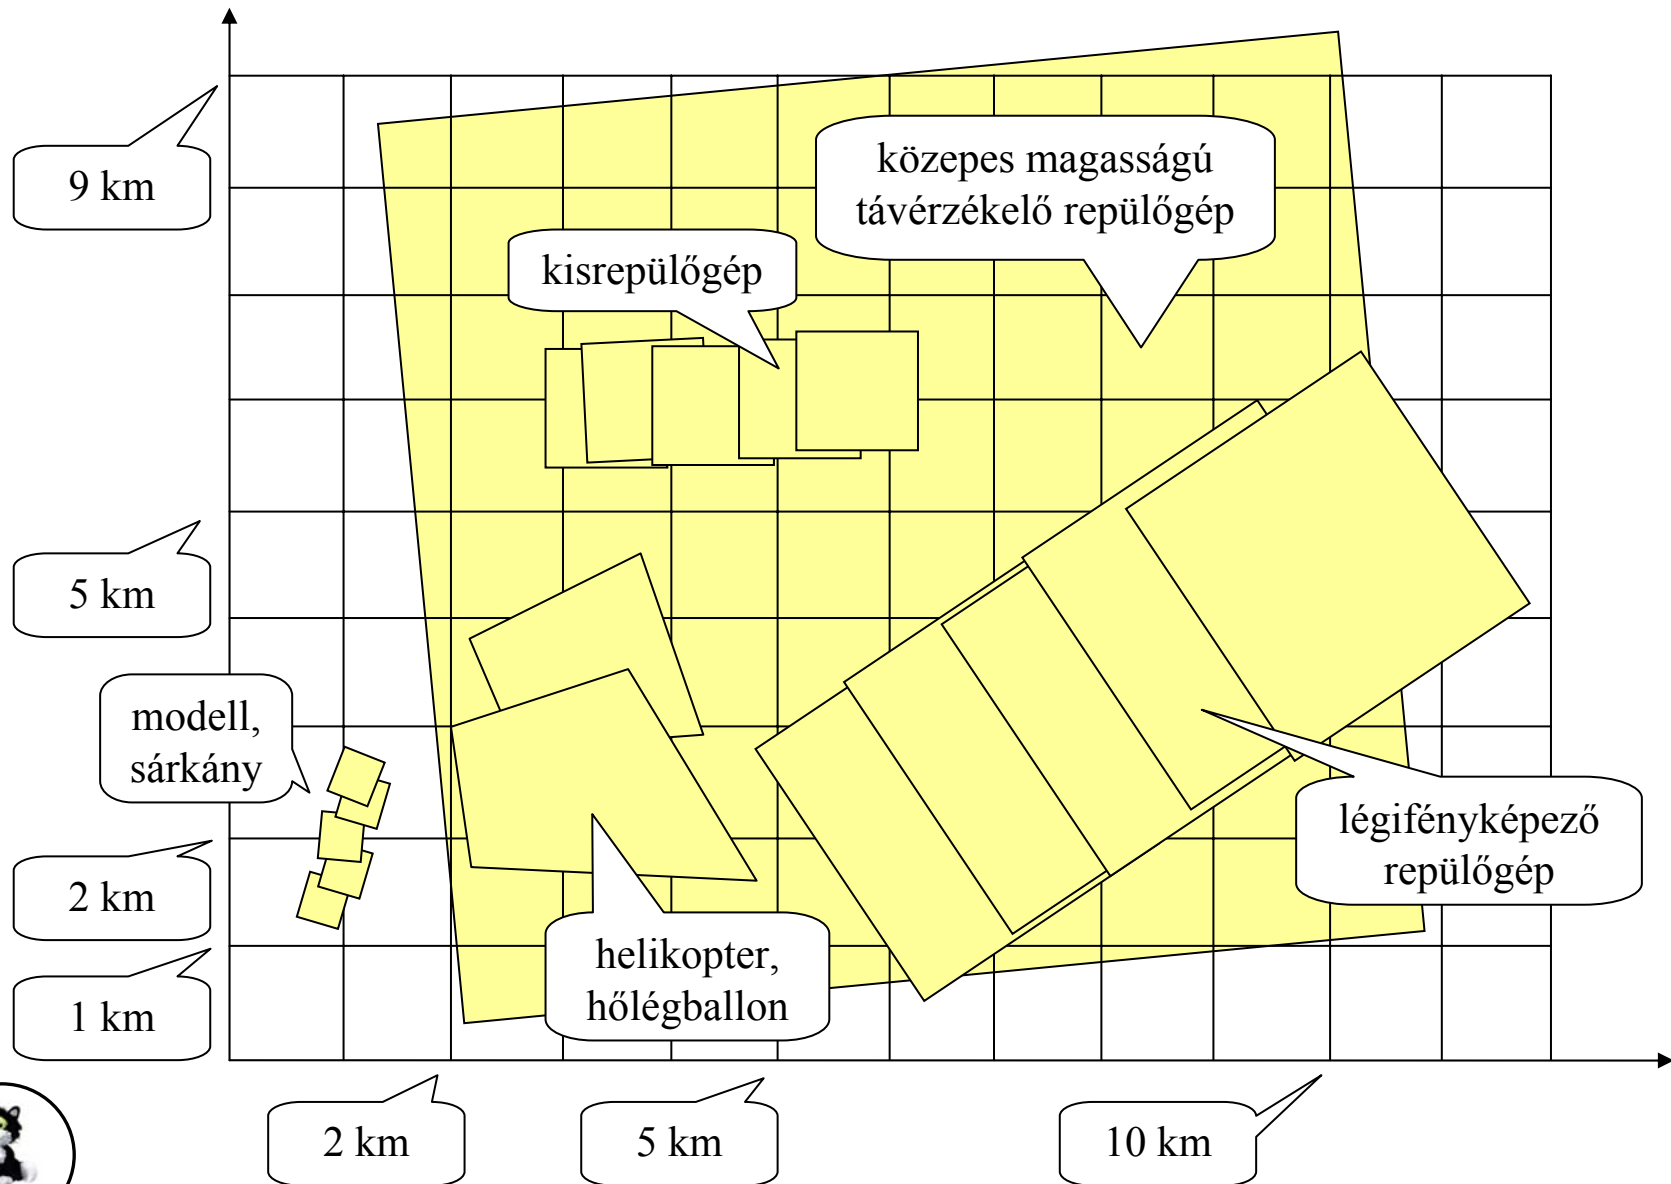 9 km
közepes magasságú
távérzékelő repülőgép
kisrepülőgép
5 km
modell,
sárkány
légifényképező
repülőgép
2 km
helikopter,
hőlégballon
1 km
2 km
5 km
10 km